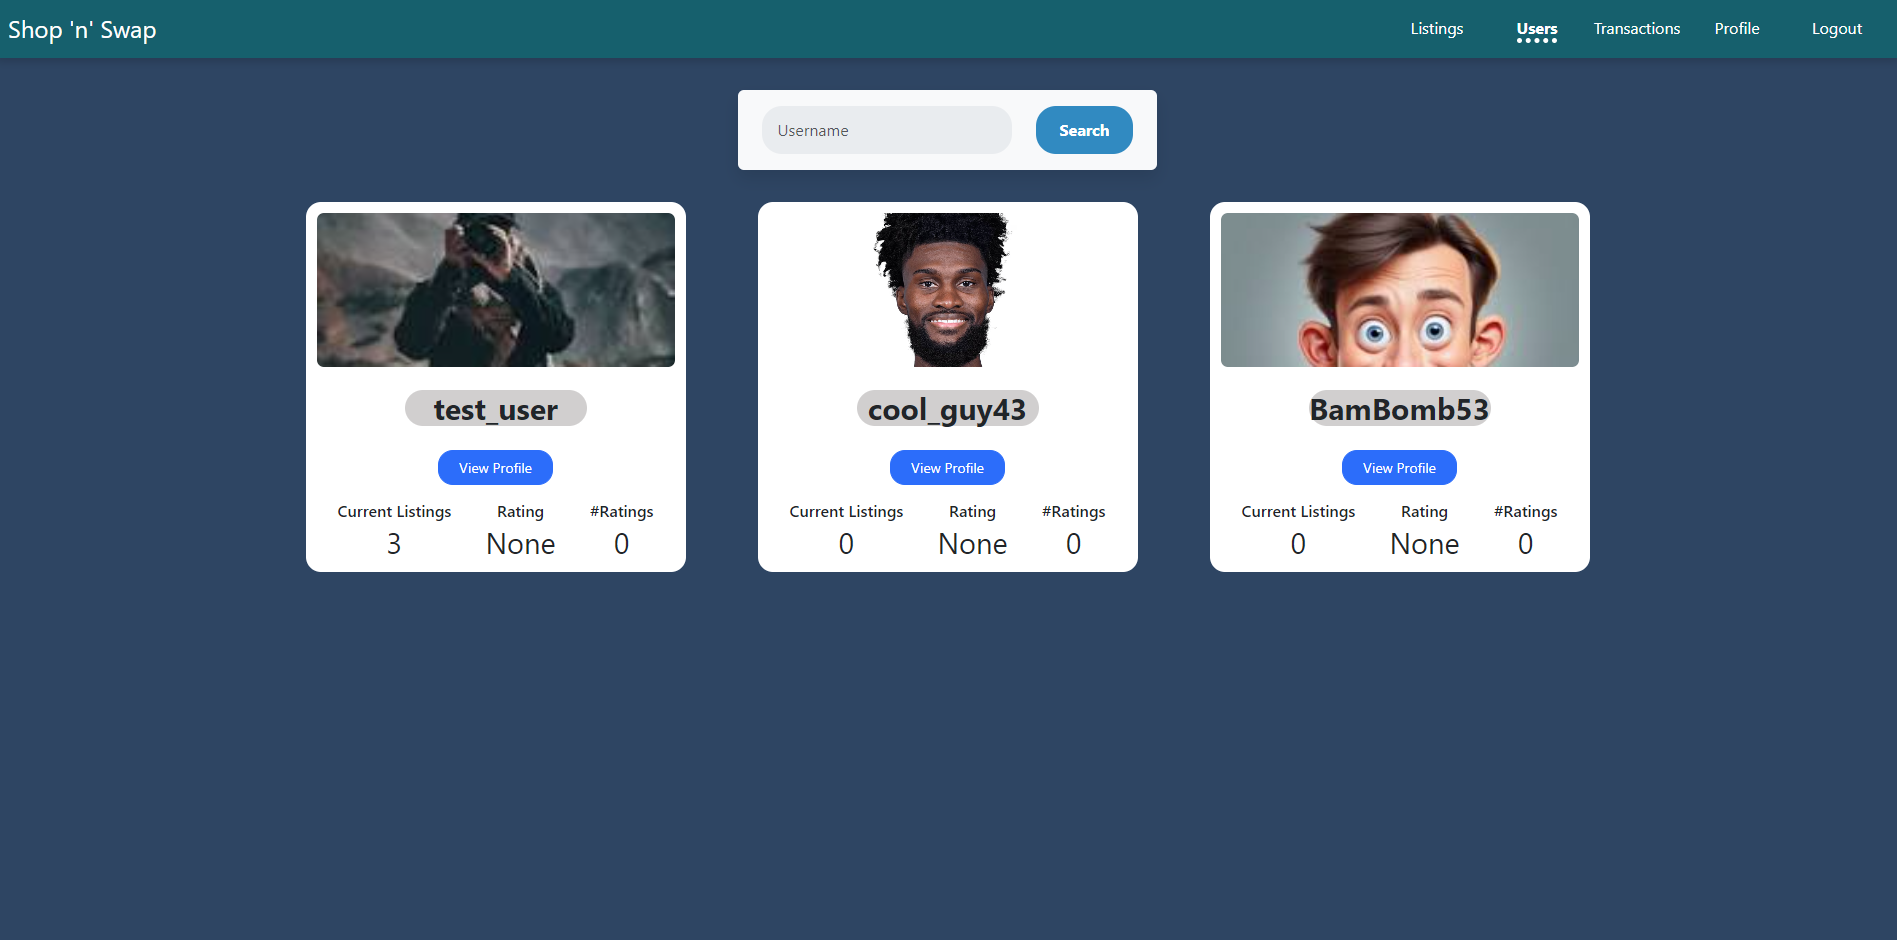 Shop 'n' Swap Listings Users Transactions Profile Logout
Username Search
test_user
View Profile
Current Listings Rating #Ratings
3 None 0
cool_guy43
View Profile
Current Listings Rating #Ratings
0 None 0
BamBomb53
View Profile
Current Listings Rating #Ratings
0 None 0